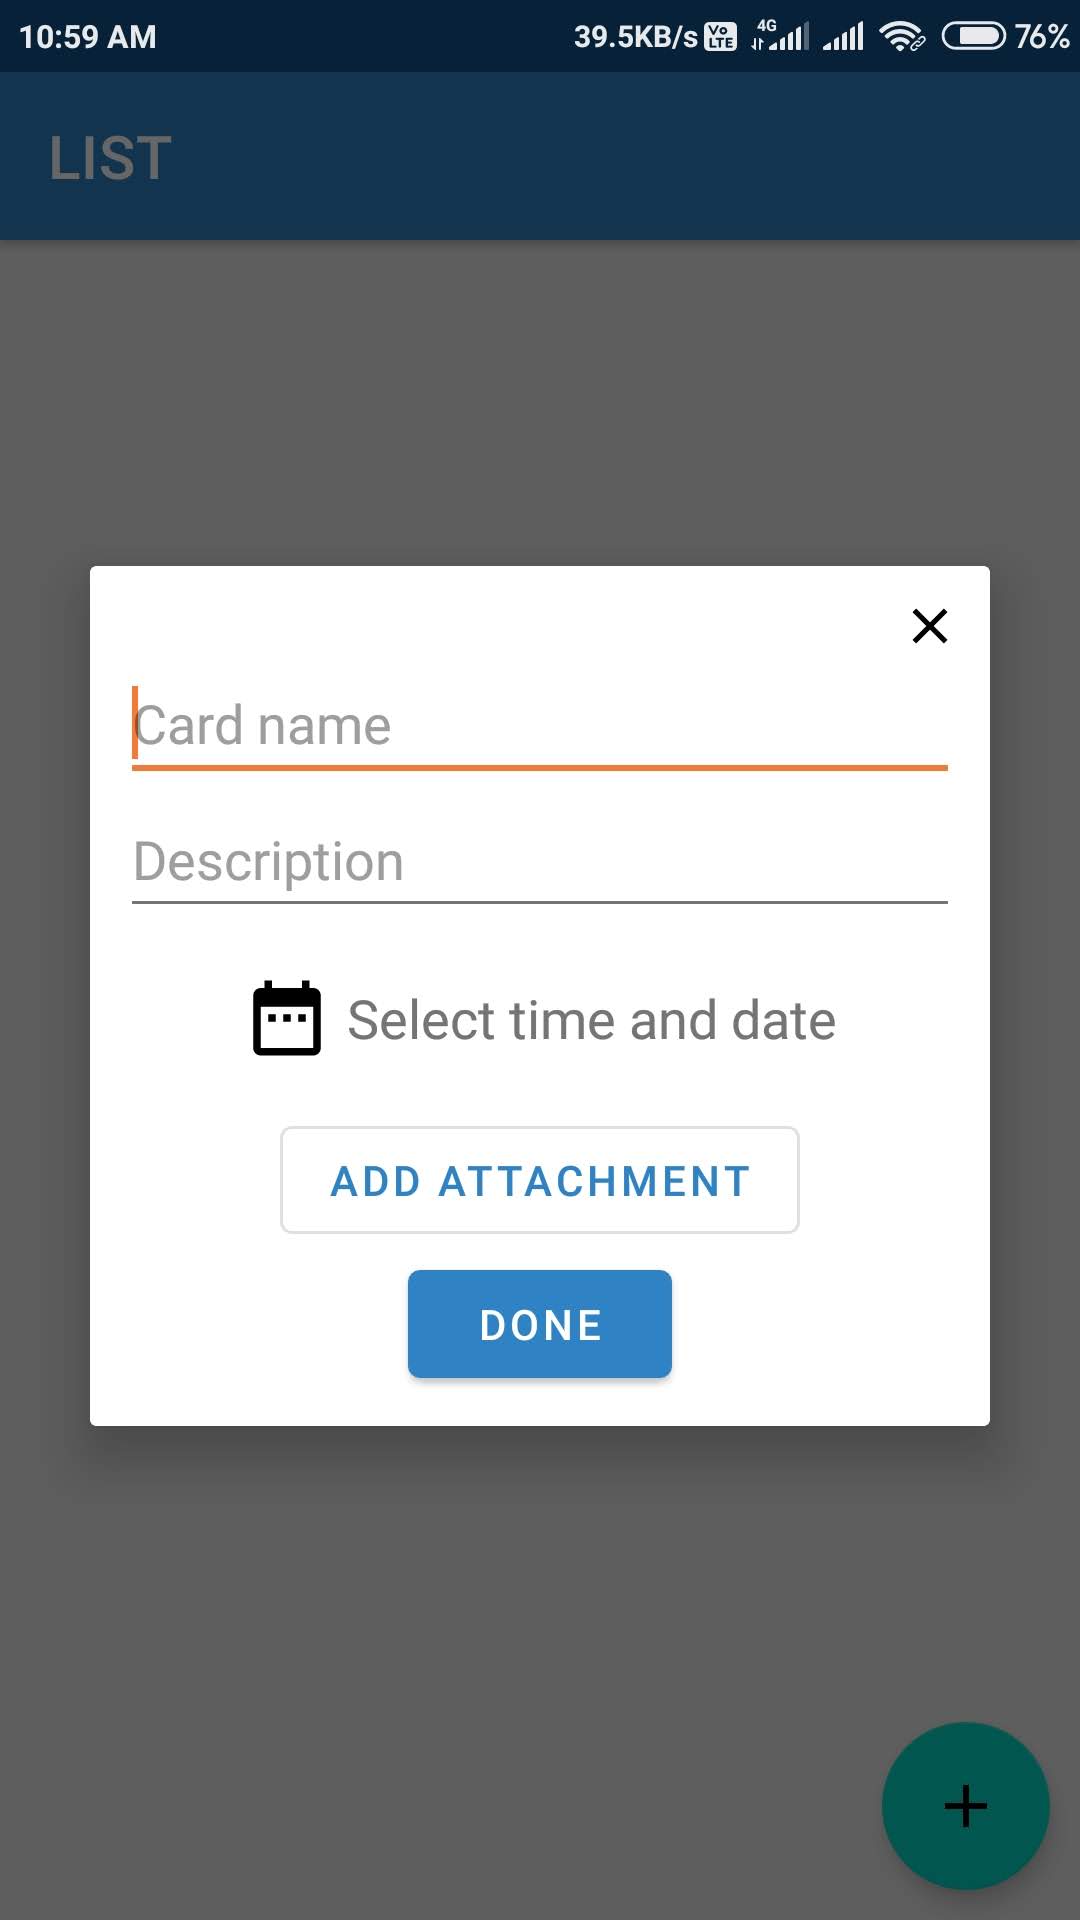 10:59 AM 39.5KB/s Vo LTE 4G 76%
LIST
Card name
Description
Select time and date
ADD ATTACHMENT
DONE